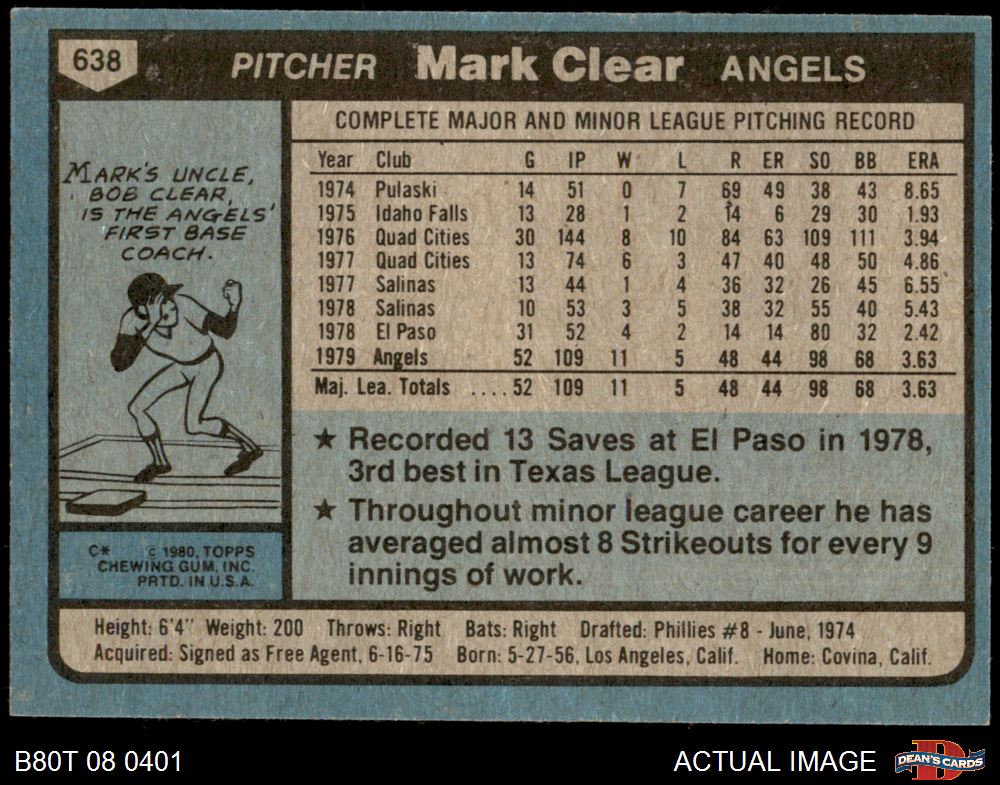 638 PITCHER Mark Clear ANGELS
MARK'S UNCLE,
BOB CLEAR,
IS THE ANGELS'
FIRST BASE
COACH.
C* © 1980, TOPPS
CHEWING GUM, INC.
PRTD. IN U.S.A.
COMPLETE MAJOR AND MINOR LEAGUE PITCHING RECORD
Year Club G IP W L R ER SO BB ERA
1974 Pulaski 14 51 0 7 69 49 38 43 8.65
1975 Idaho Falls 13 28 1 2 14 6 29 30 1.93
1976 Quad Cities 30 144 8 10 84 63 109 111 3.94
1977 Quad Cities 13 74 6 3 47 40 48 50 4.86
1977 Salinas 13 44 1 4 36 32 26 45 6.55
1978 Salinas 10 53 3 5 38 32 55 40 5.43
1978 El Paso 31 52 4 2 14 14 80 32 2.42
1979 Angels 52 109 11 5 48 44 98 68 3.63
Maj. Lea. Totals .... 52 109 11 5 48 44 98 68 3.63
★ Recorded 13 Saves at El Paso in 1978,
3rd best in Texas League.
★ Throughout minor league career he has
averaged almost 8 Strikeouts for every 9
innings of work.
Height: 6'4" Weight: 200 Throws: Right Bats: Right Drafted: Phillies #8 - June, 1974
Acquired: Signed as Free Agent, 6-16-75 Born: 5-27-56, Los Angeles, Calif. Home: Covina, Calif.
B80T 08 0401 ACTUAL IMAGE D DEAN'S CARDS